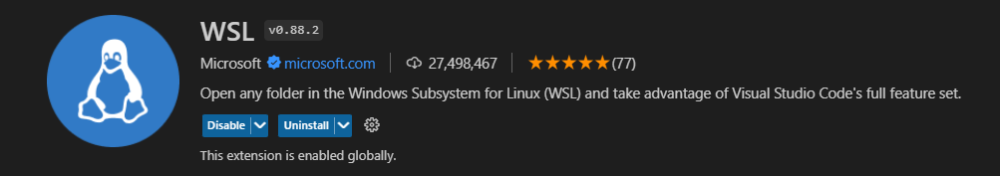 WSL v0.88.2
Microsoft microsoft.com 27,498,467 (77)
Open any folder in the Windows Subsystem for Linux (WSL) and take advantage of Visual Studio Code's full feature set.
Disable Uninstall
This extension is enabled globally.